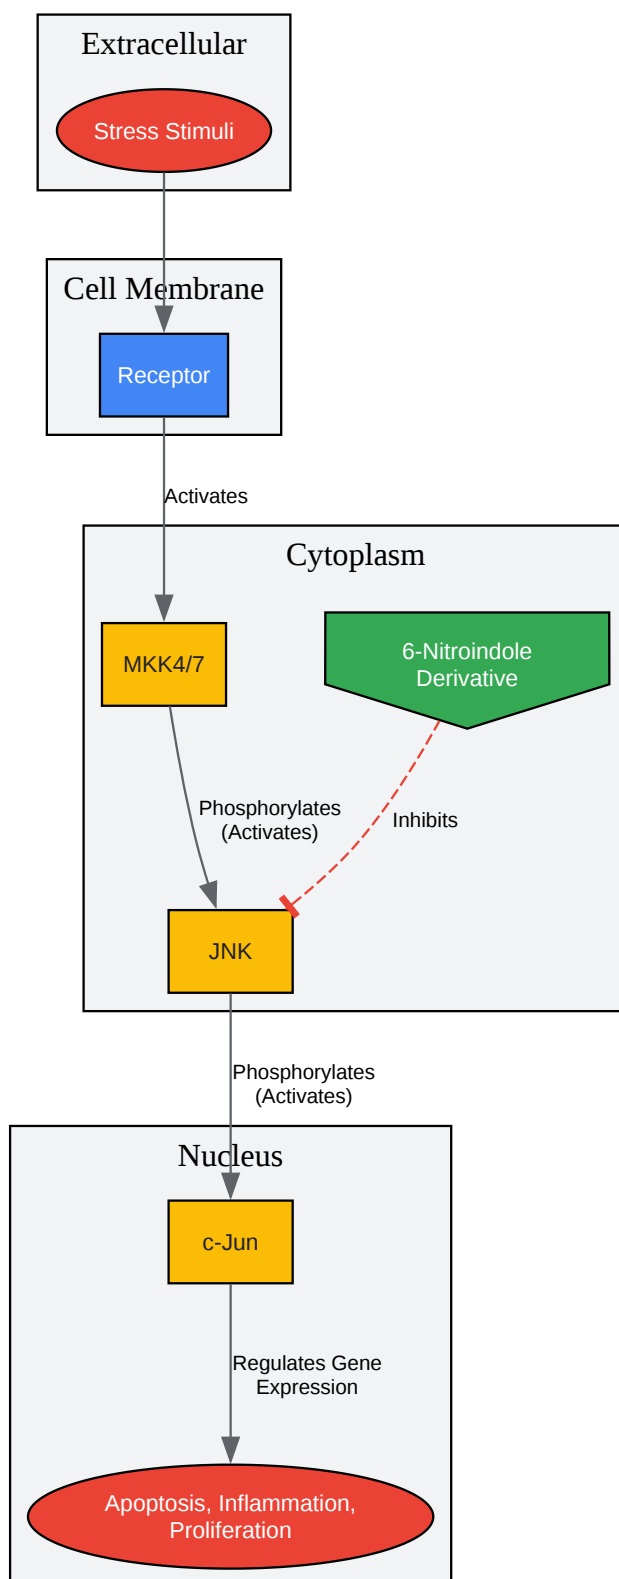 Extracellular
Stress Stimuli
Cell Membrane
Receptor
Activates
Cytoplasm
MKK4/7
6-Nitroindole
Derivative
Phosphorylates
(Activates)
Inhibits
JNK
Phosphorylates
(Activates)
Nucleus
c-Jun
Regulates Gene
Expression
Apoptosis, Inflammation,
Proliferation